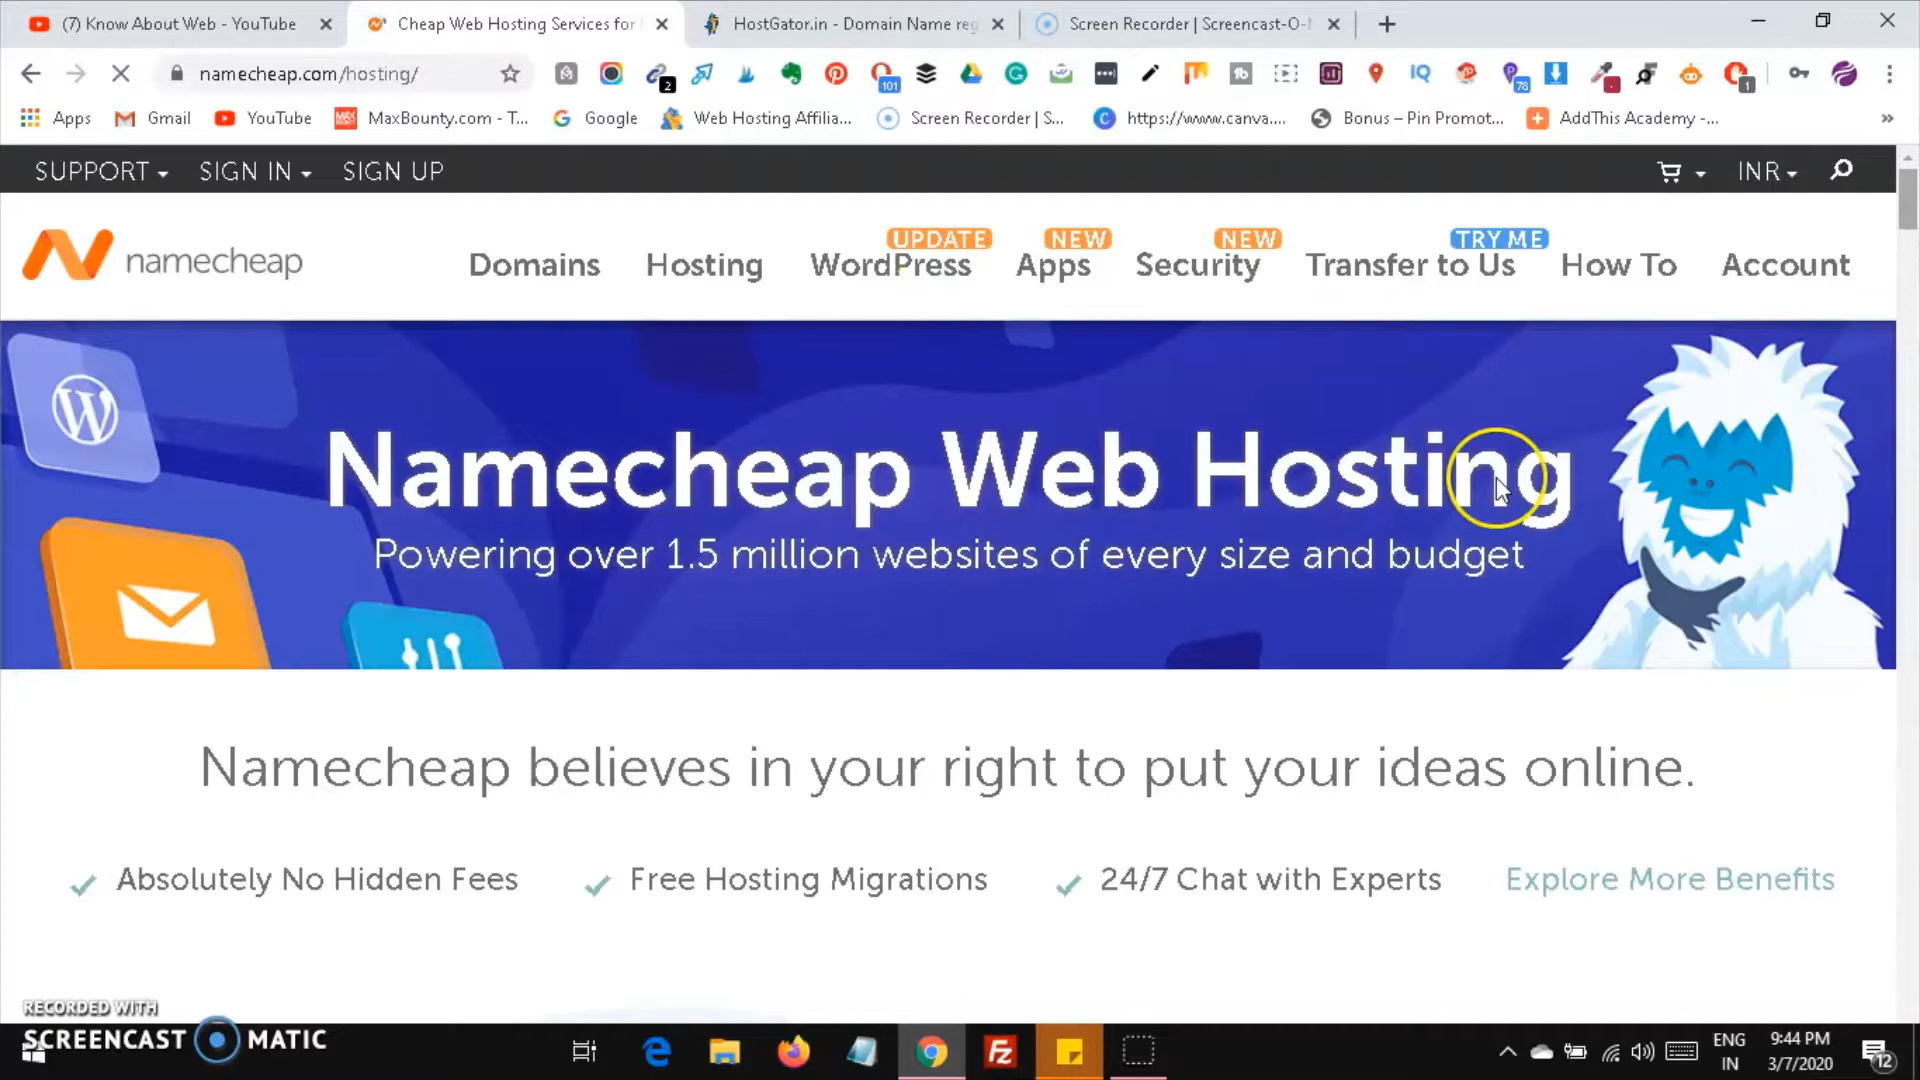 (7) Know About Web - YouTube
Cheap Web Hosting Services for
HostGator.in - Domain Name reg
Screen Recorder | Screencast-O-
namecheap.com/hosting/
2
101
IQ
78
1
Apps
Gmail
YouTube
MaxBounty.com - T...
Google
Web Hosting Affilia...
Screen Recorder | S...
https://www.canva....
Bonus – Pin Promot...
AddThis Academy -...
»
SUPPORT
SIGN IN
SIGN UP
INR
namecheap
Domains
Hosting
UPDATE
WordPress
NEW
Apps
NEW
Security
TRY ME
Transfer to Us
How To
Account
Namecheap Web Hosting
Powering over 1.5 million websites of every size and budget
Namecheap believes in your right to put your ideas online.
Absolutely No Hidden Fees
Free Hosting Migrations
24/7 Chat with Experts
Explore More Benefits
RECORDED WITH
SCREENCAST MATIC
ENG
IN
9:44 PM
3/7/2020
12